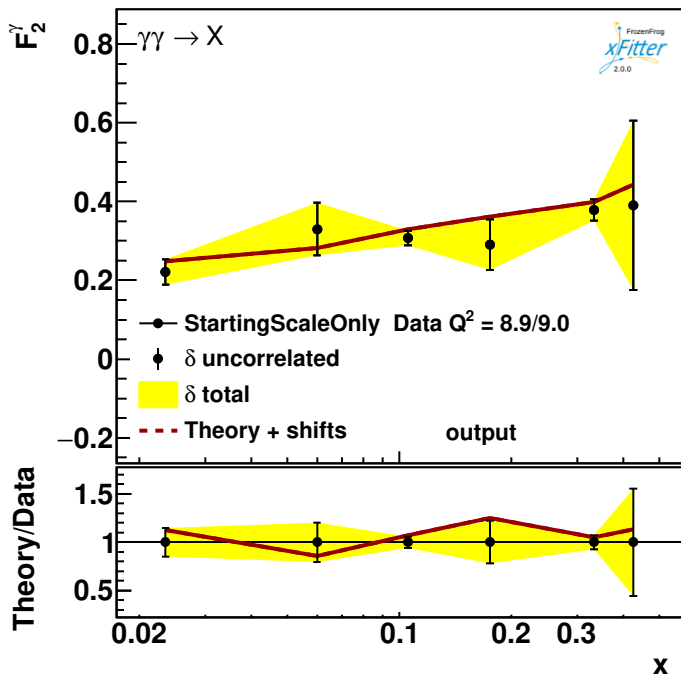 F₂^γ
γγ → X
FrozenFrog
xFitter
2.0.0
0.8
0.6
0.4
0.2
0
−0.2
StartingScaleOnly Data Q² = 8.9/9.0
δ uncorrelated
δ total
Theory + shifts
output
Theory/Data
1.5
1
0.5
0.02
0.1
0.2
0.3
x